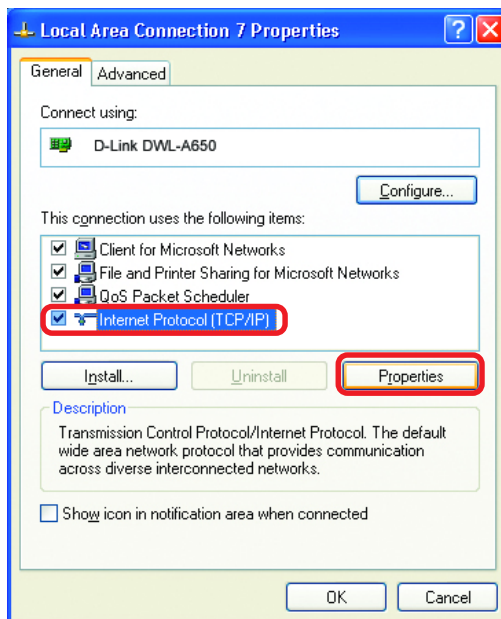 Local Area Connection 7 Properties
General Advanced
Connect using:
D-Link DWL-A650
Configure...
This connection uses the following items:
Client for Microsoft Networks
File and Printer Sharing for Microsoft Networks
QoS Packet Scheduler
Internet Protocol (TCP/IP)
Install... Uninstall Properties
Description
Transmission Control Protocol/Internet Protocol. The default
wide area network protocol that provides communication
across diverse interconnected networks.
Show icon in notification area when connected
OK Cancel